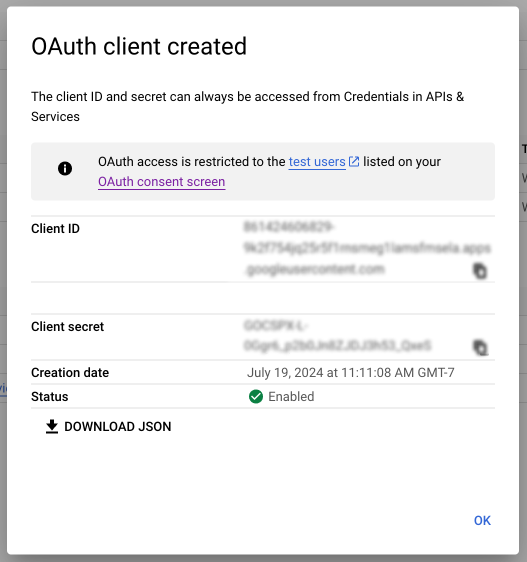 OAuth client created
The client ID and secret can always be accessed from Credentials in APIs &
Services
OAuth access is restricted to the test users listed on your
OAuth consent screen
Client ID
Client secret
Creation date July 19, 2024 at 11:11:08 AM GMT-7
Status Enabled
DOWNLOAD JSON
OK